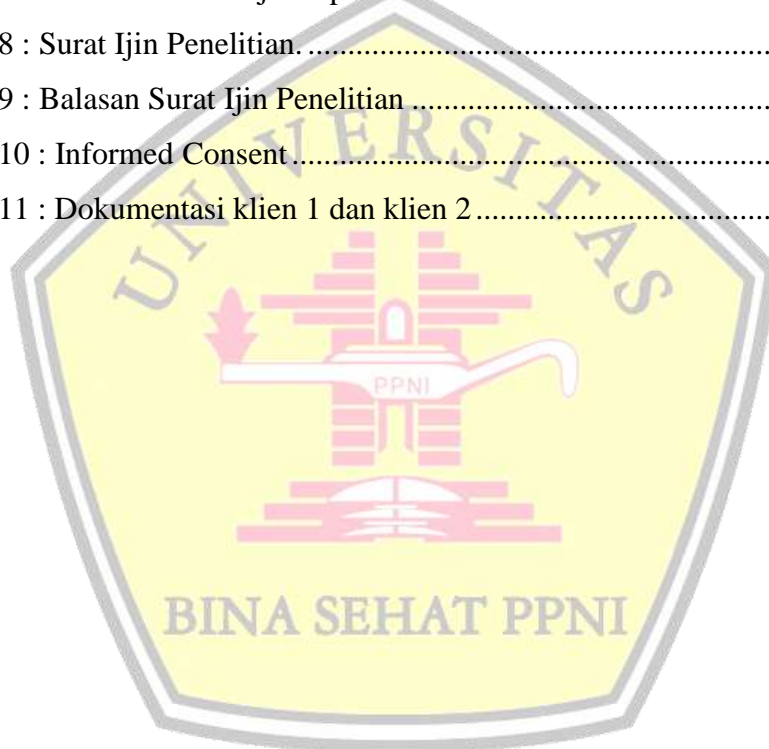 8 : Surat Ijin Penelitian. ..........................................................
9 : Balasan Surat Ijin Penelitian .............................................
10 : Informed Consent ............................................................
11 : Dokumentasi klien 1 dan klien 2 .....................................
UNIVERSITAS
PPNI
BINA SEHAT PPNI